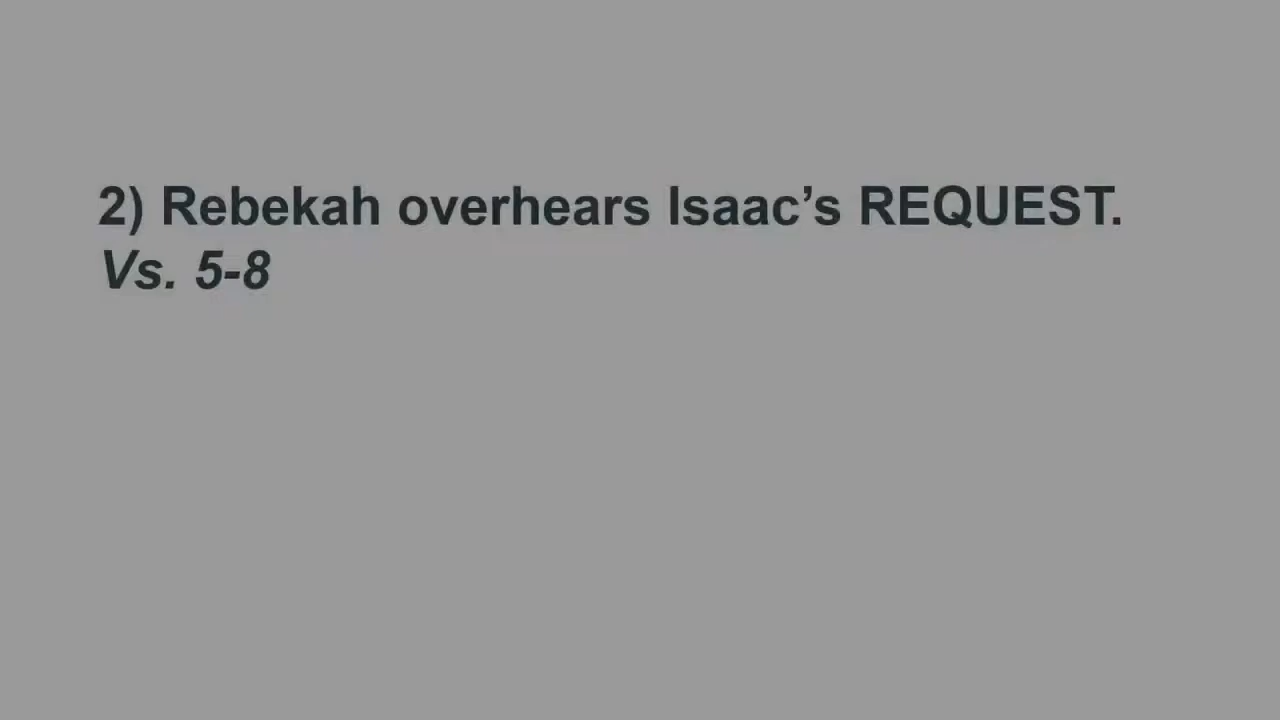 2) Rebekah overhears Isaac’s REQUEST.
Vs. 5-8